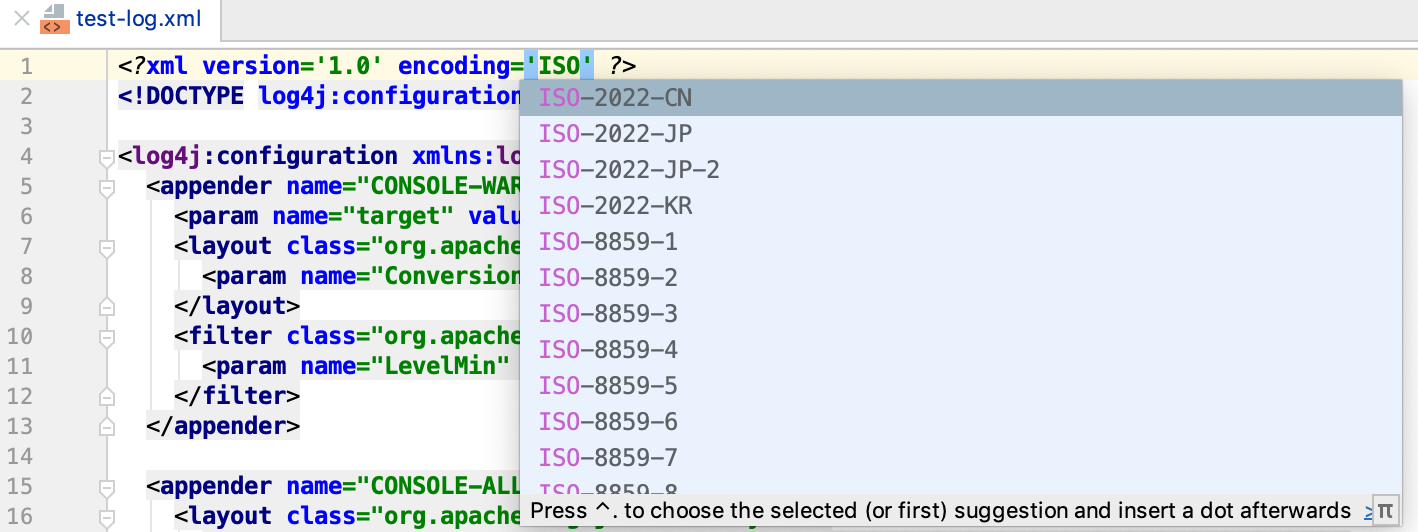 test-log.xml
1 <?xml version='1.0' encoding='ISO' ?>
2 <!DOCTYPE log4j:configuration
3
4 <log4j:configuration xmlns:lo
5 <appender name="CONSOLE-WAR
6 <param name="target" valu
7 <layout class="org.apache
8 <param name="Conversion
9 </layout>
10 <filter class="org.apache
11 <param name="LevelMin"
12 </filter>
13 </appender>
14
15 <appender name="CONSOLE-ALL
16 <layout class="org.apache
ISO-2022-CN
ISO-2022-JP
ISO-2022-JP-2
ISO-2022-KR
ISO-8859-1
ISO-8859-2
ISO-8859-3
ISO-8859-4
ISO-8859-5
ISO-8859-6
ISO-8859-7
ISO-8859-8
Press ^. to choose the selected (or first) suggestion and insert a dot afterwards ≥ π